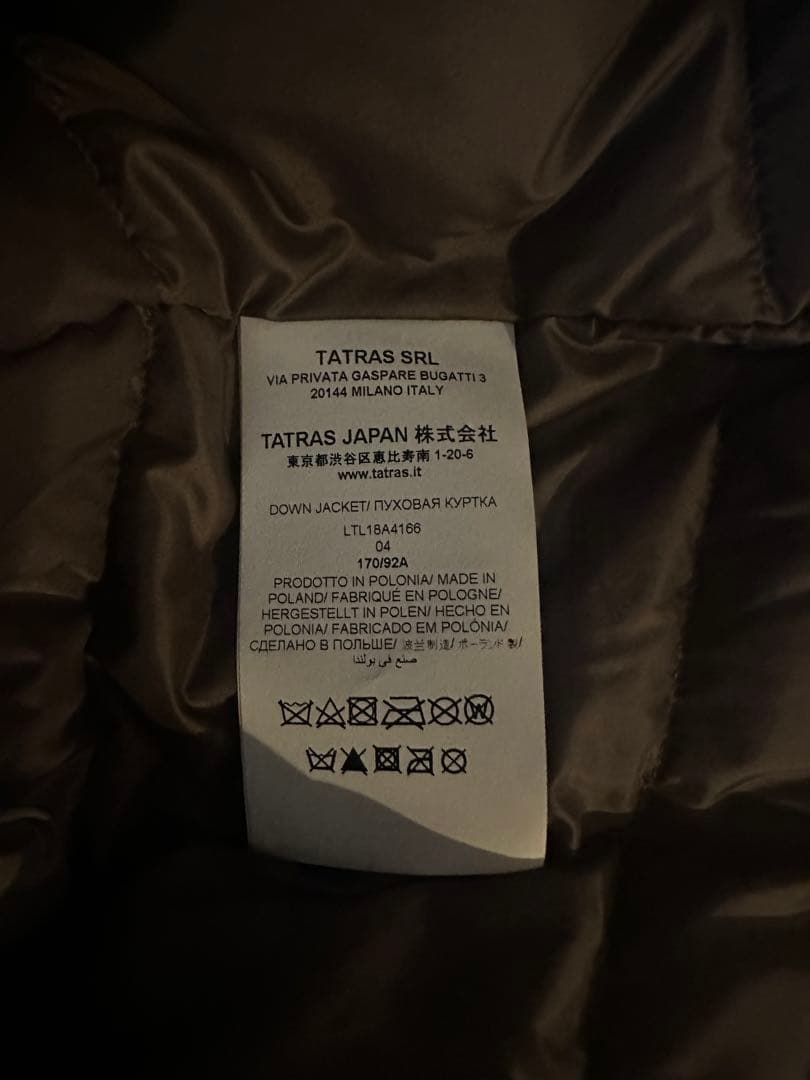 TATRAS SRL
VIA PRIVATA GASPARE BUGATTI 3
20144 MILANO ITALY
TATRAS JAPAN 株式会社
東京都渋谷区恵比寿南 1-20-6
www.tatras.it
DOWN JACKET/ ПУХОВАЯ КУРТКА
LTL18A4166
04
170/92A
PRODOTTO IN POLONIA/ MADE IN
POLAND/ FABRIQUÉ EN POLOGNE/
HERGESTELLT IN POLEN/ HECHO EN
POLONIA/ FABRICADO EM POLÓNIA/
СДЕЛАНО В ПОЛЬШЕ/ 波兰制造/ ポーランド製/
صنع في بولندا
W